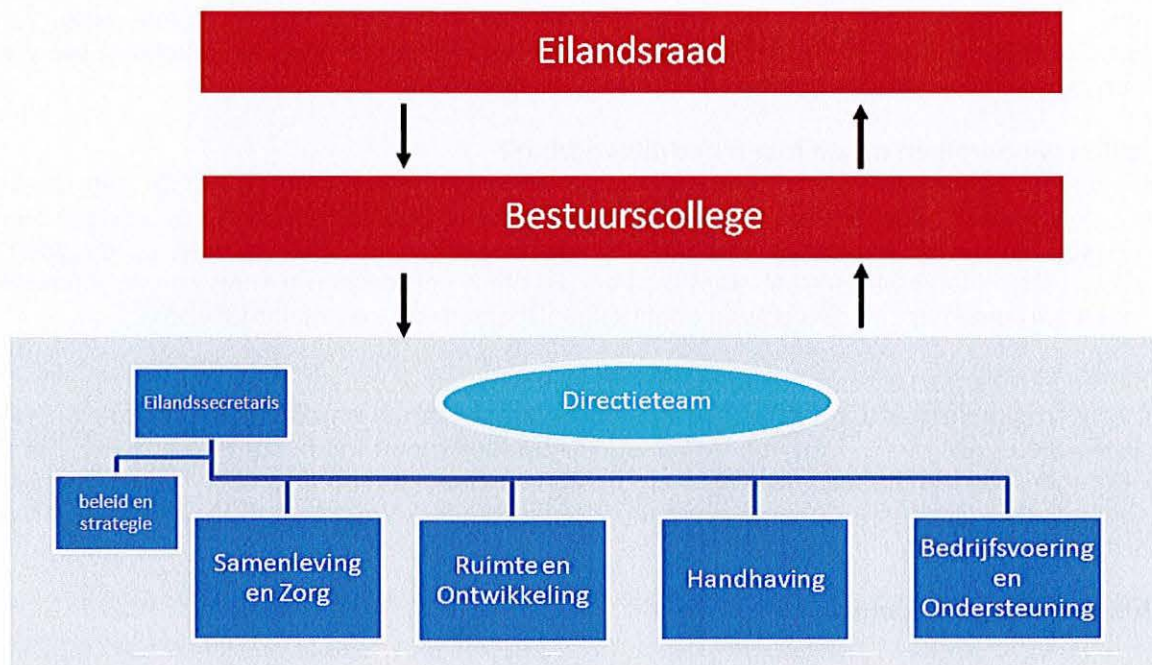 Eilandsraad
Bestuurscollege
Eilandssecretaris
Directieteam
beleid en
strategie
Samenleving
en Zorg
Ruimte en
Ontwikkeling
Handhaving
Bedrijfsvoering
en
Ondersteuning